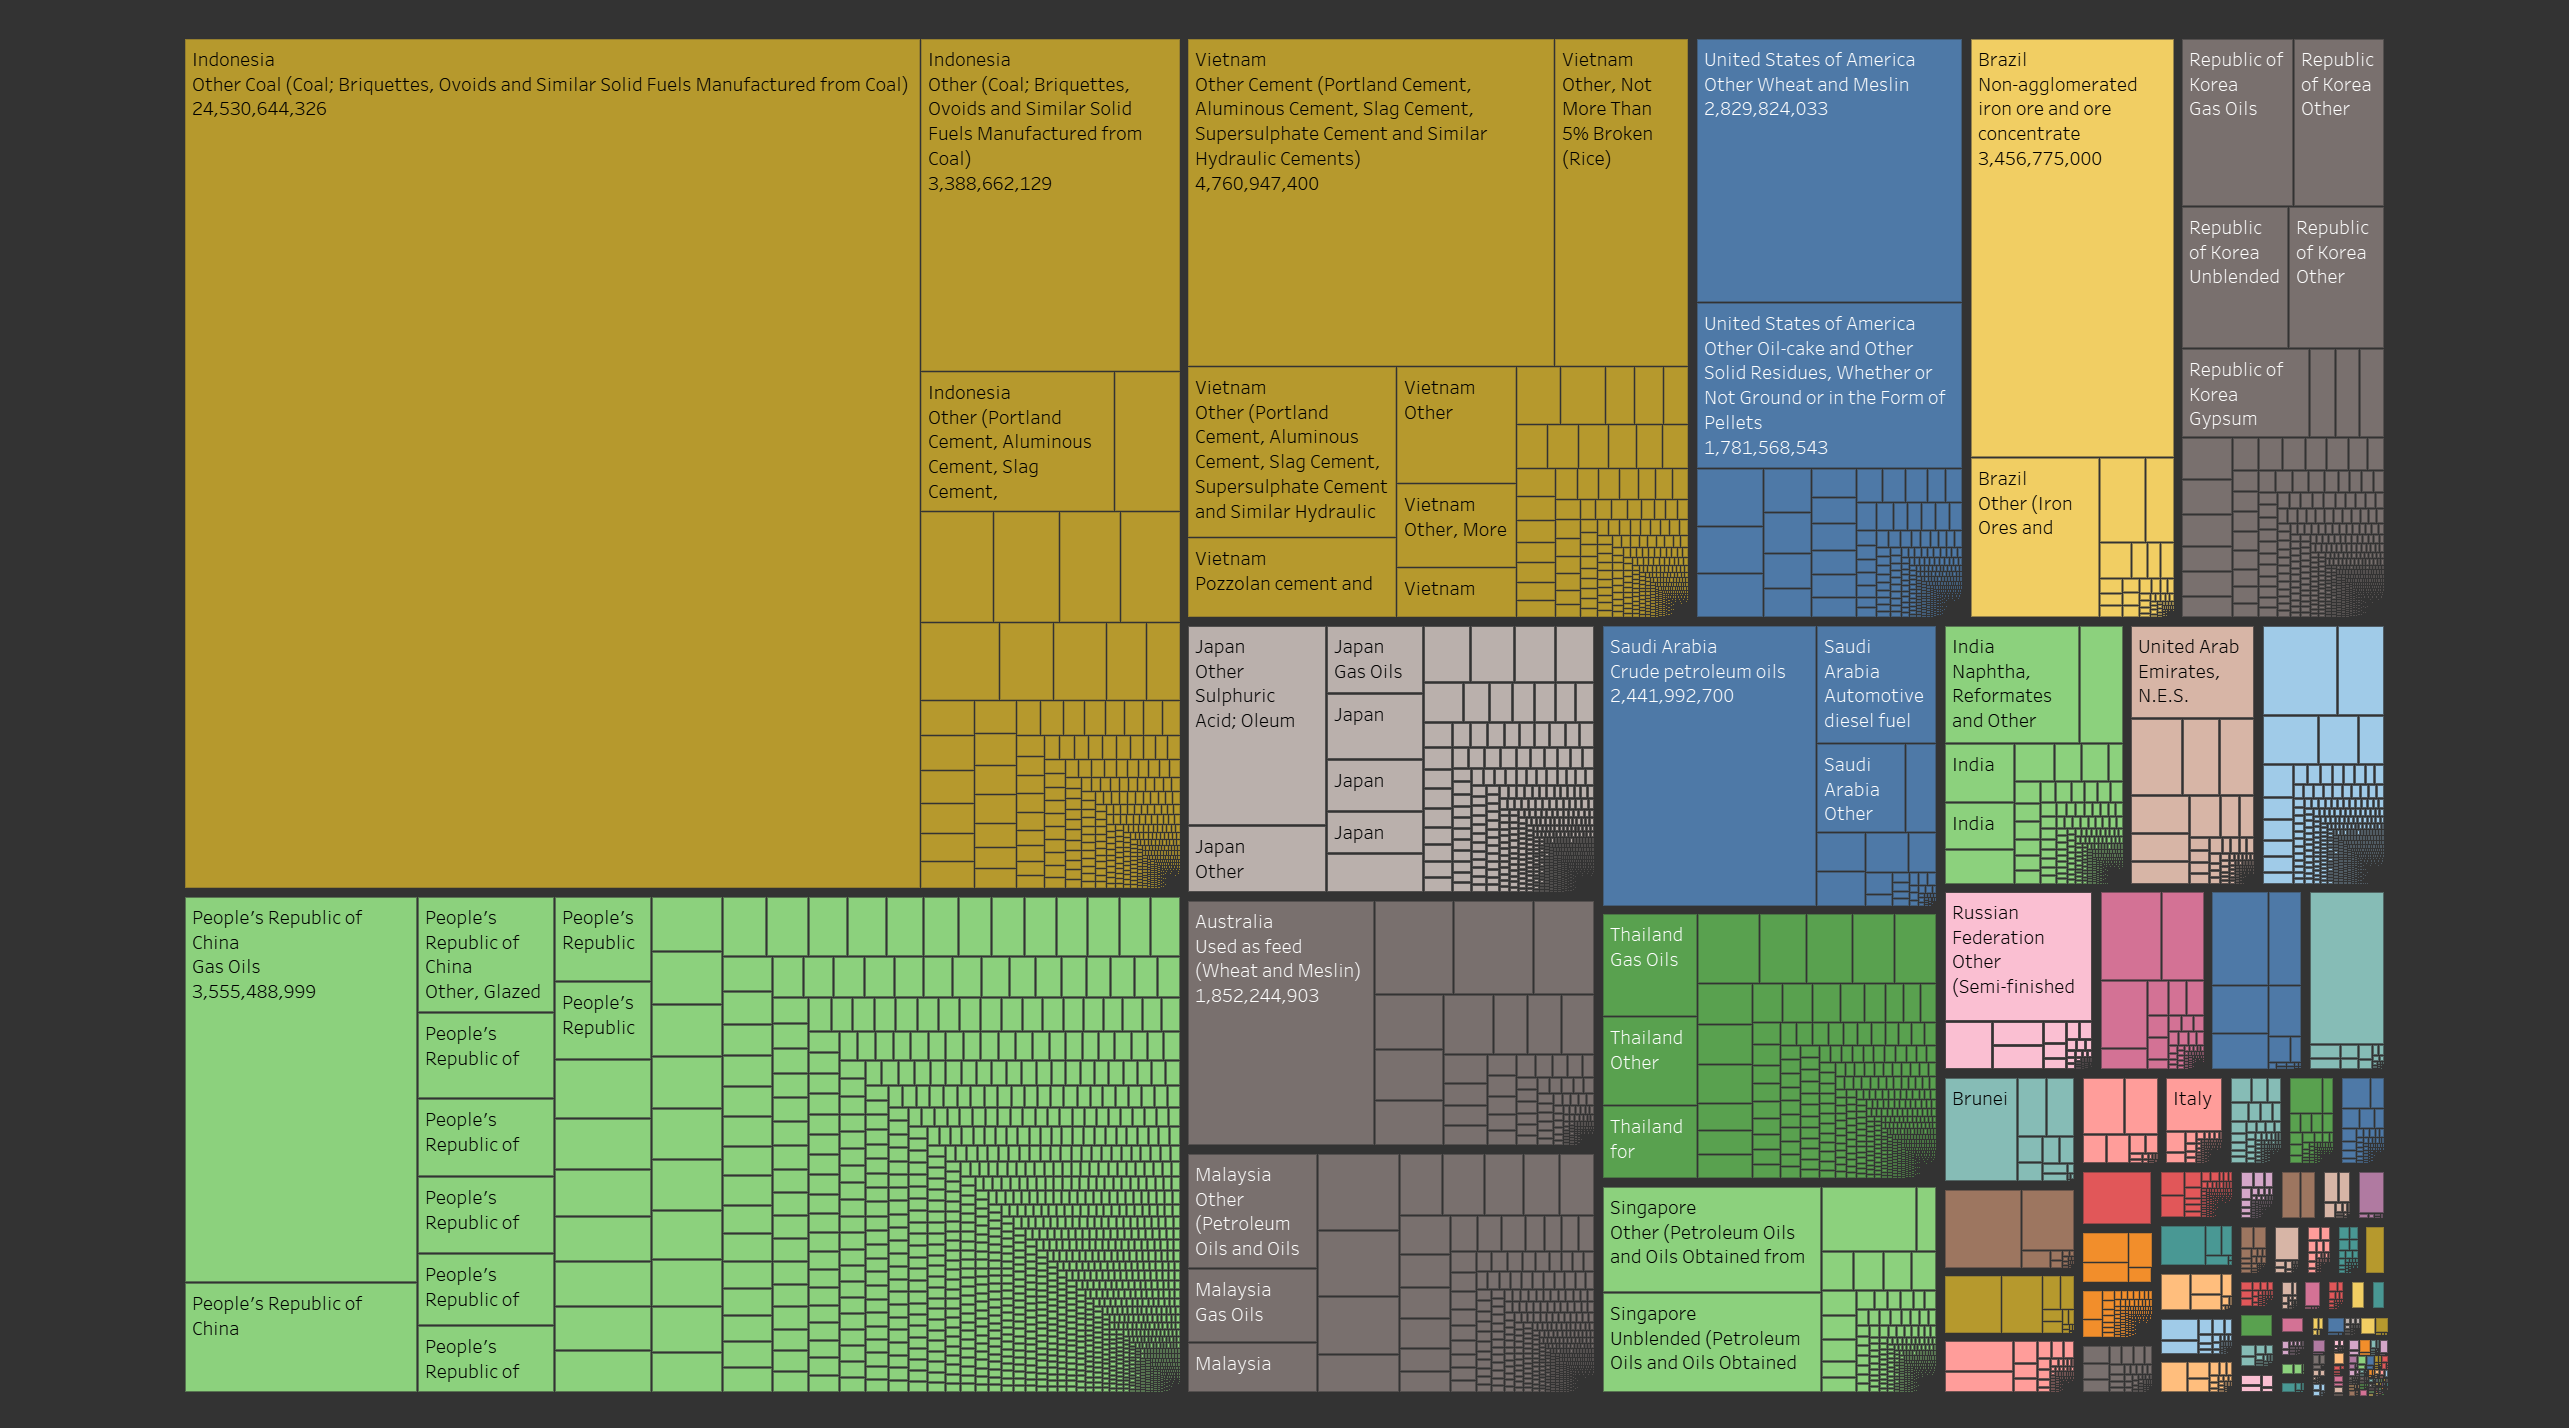 Indonesia
Other Coal (Coal; Briquettes, Ovoids and Similar Solid Fuels Manufactured from Coal)
24,530,644,326
Indonesia
Other (Coal; Briquettes,
Ovoids and Similar Solid
Fuels Manufactured from
Coal)
3,388,662,129
Indonesia
Other (Portland
Cement, Aluminous
Cement, Slag
Cement,
Vietnam
Other Cement (Portland Cement,
Aluminous Cement, Slag Cement,
Supersulphate Cement and Similar
Hydraulic Cements)
4,760,947,400
Vietnam
Other, Not
More Than
5% Broken
(Rice)
Vietnam
Other (Portland
Cement, Aluminous
Cement, Slag Cement,
Supersulphate Cement
and Similar Hydraulic
Vietnam
Pozzolan cement and
Vietnam
Other
Vietnam
Other, More
Vietnam
United States of America
Other Wheat and Meslin
2,829,824,033
United States of America
Other Oil-cake and Other
Solid Residues, Whether or
Not Ground or in the Form of
Pellets
1,781,568,543
Brazil
Non-agglomerated
iron ore and ore
concentrate
3,456,775,000
Brazil
Other (Iron
Ores and
Republic of
Korea
Gas Oils
Republic
of Korea
Other
Republic
of Korea
Unblended
Republic
of Korea
Other
Republic of
Korea
Gypsum
Japan
Other
Sulphuric
Acid; Oleum
Japan
Other
Japan
Gas Oils
Japan
Japan
Japan
Saudi Arabia
Crude petroleum oils
2,441,992,700
Saudi
Arabia
Automotive
diesel fuel
Saudi
Arabia
Other
India
Naphtha,
Reformates
and Other
India
India
United Arab
Emirates,
N.E.S.
People's Republic of
China
Gas Oils
3,555,488,999
People's Republic of
China
People's
Republic of
China
Other, Glazed
People's
Republic of
People's
Republic of
People's
Republic of
People's
Republic of
People's
Republic of
People's
Republic
People's
Republic
Australia
Used as feed
(Wheat and Meslin)
1,852,244,903
Malaysia
Other
(Petroleum
Oils and Oils
Malaysia
Gas Oils
Malaysia
Thailand
Gas Oils
Thailand
Other
Thailand
for
Singapore
Other (Petroleum Oils
and Oils Obtained from
Singapore
Unblended (Petroleum
Oils and Oils Obtained
Russian
Federation
Other
(Semi-finished
Brunei
Italy